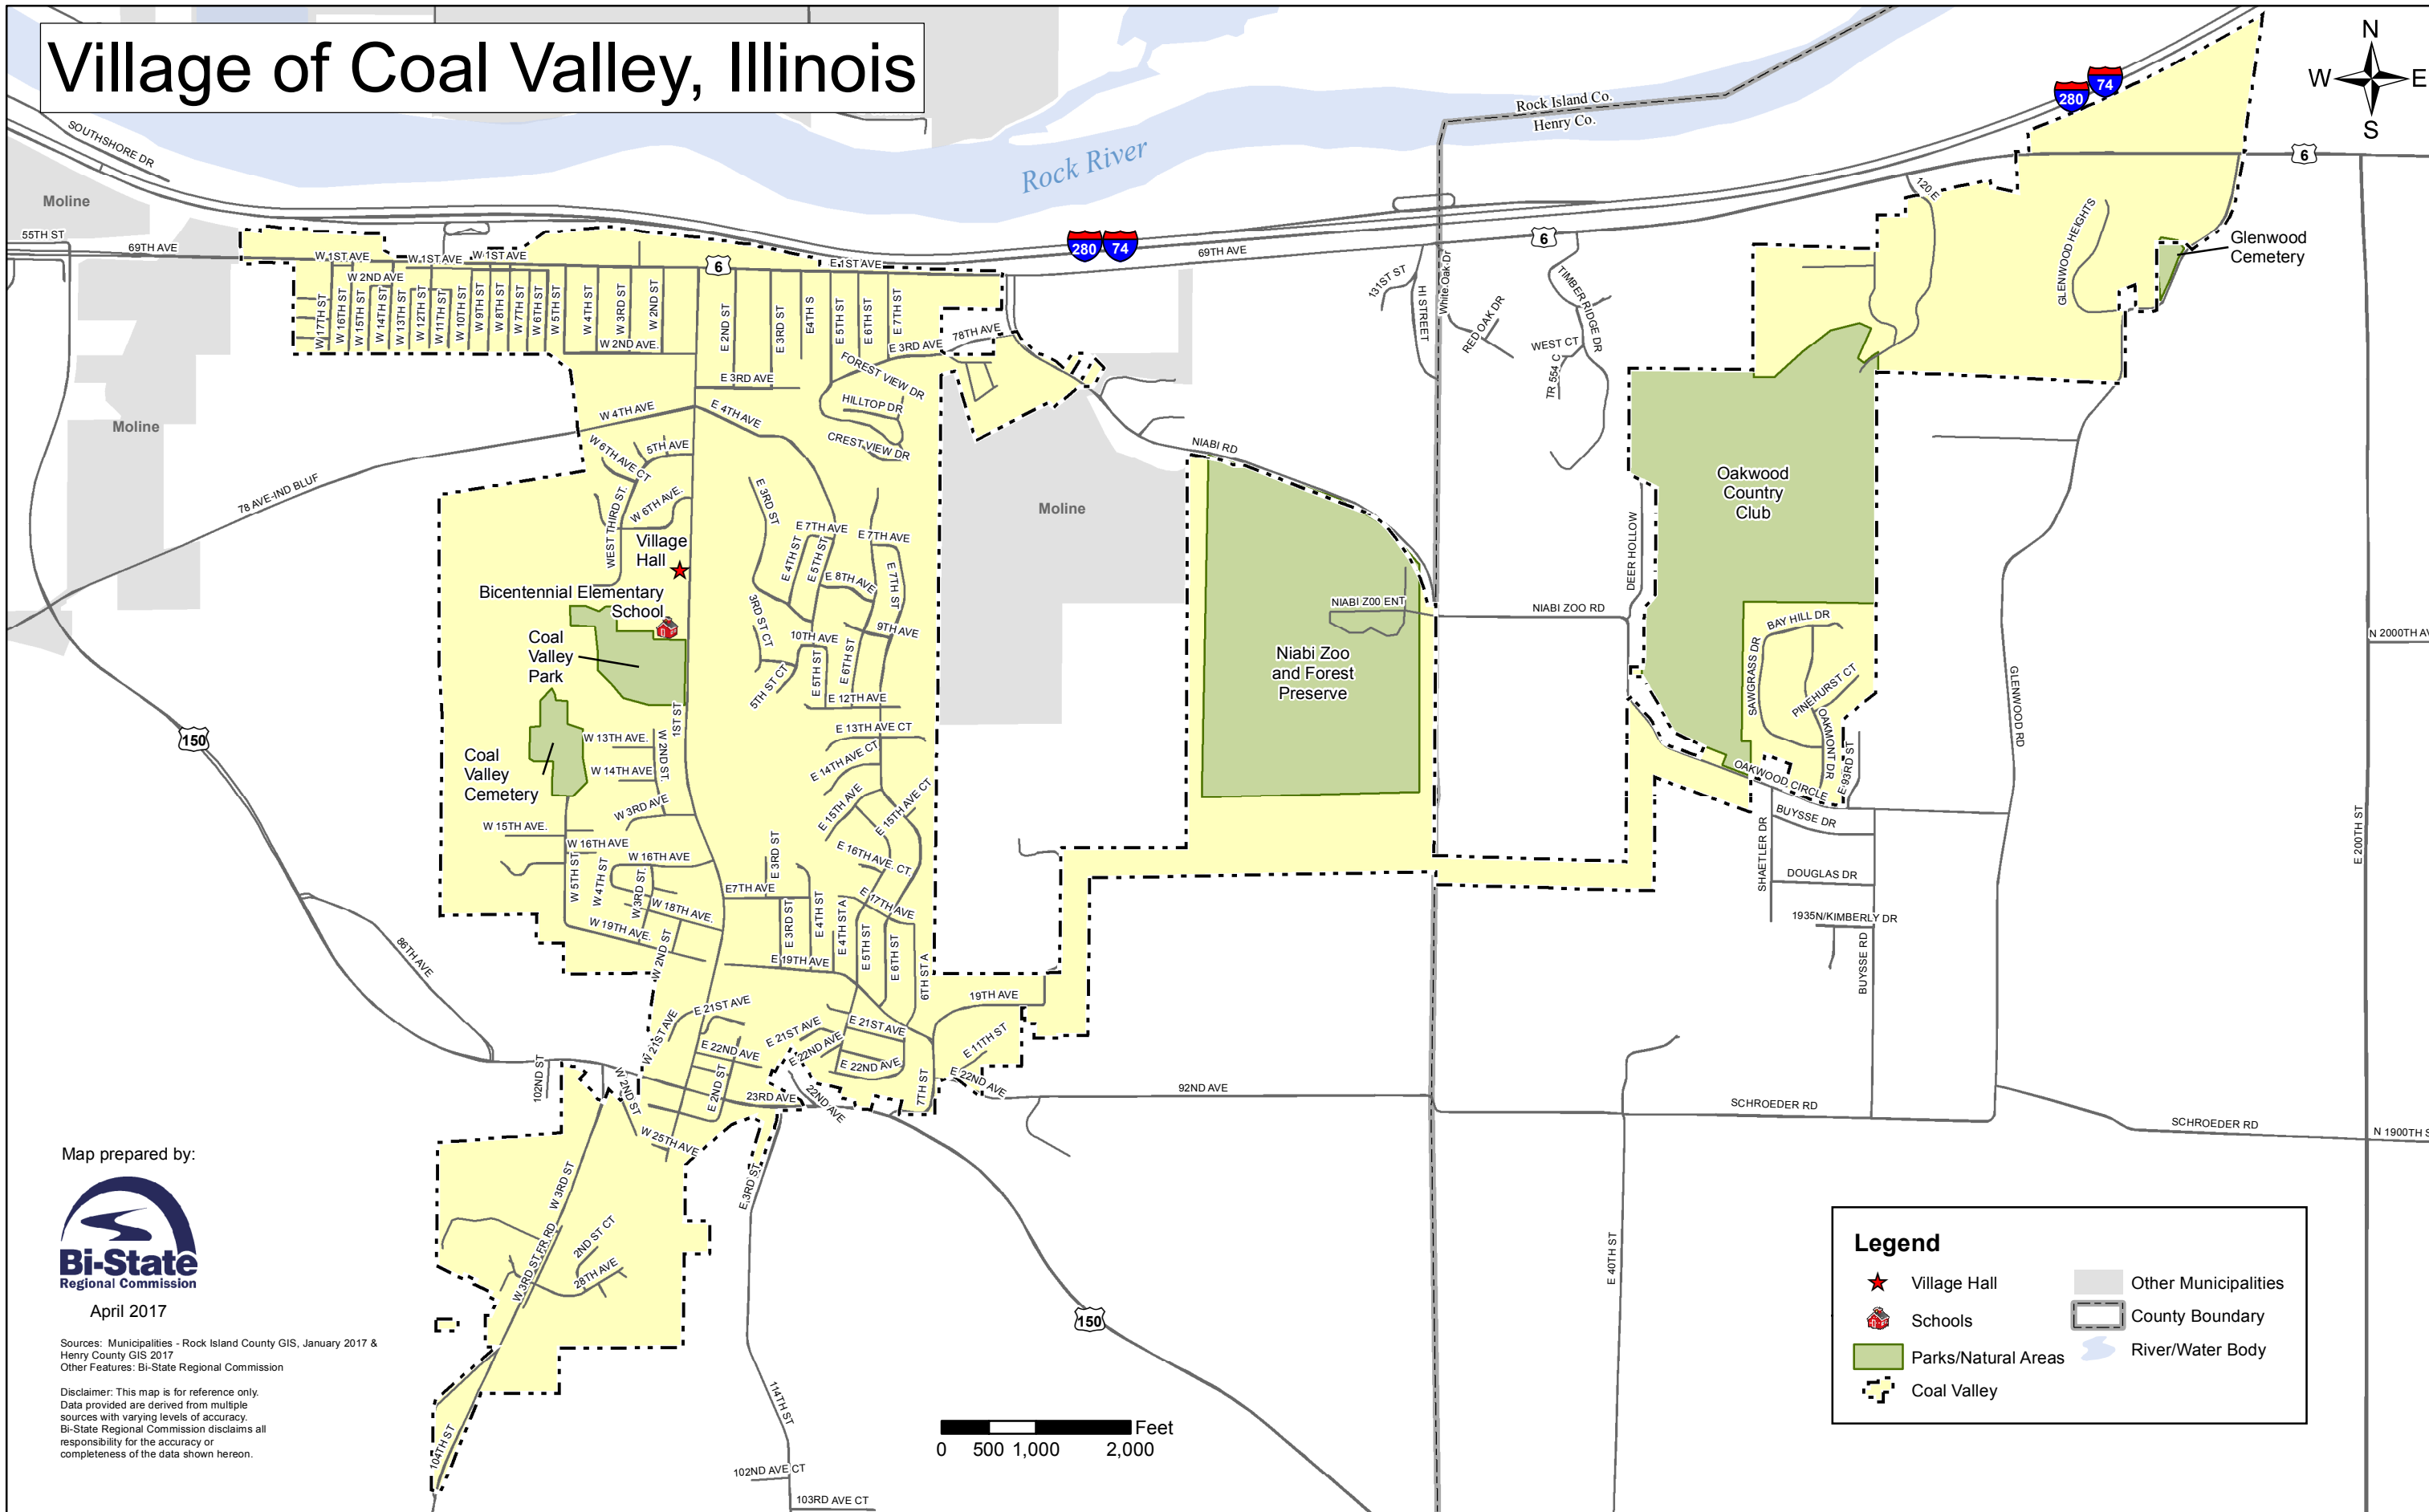 Village of Coal Valley, Illinois
N
W E
S
Rock Island Co.
Henry Co.
Rock River
280 74
6
SOUTHSHORE DR
Moline
55TH ST
69TH AVE
W 1ST AVE
W 1ST AVE
W 1ST AVE
W 2ND AVE
6
E 1ST AVE
280 74
69TH AVE
6
120 E
GLENWOOD HEIGHTS
Glenwood
Cemetery
W 17TH ST
W 16TH ST
W 15TH ST
W 14TH ST
W 13TH ST
W 12TH ST
W 11TH ST
W 10TH ST
W 9TH ST
W 8TH ST
W 7TH ST
W 6TH ST
W 5TH ST
W 4TH ST
W 3RD ST
W 2ND ST
E 2ND ST
E 3RD ST
E4TH S
E 5TH ST
E 6TH ST
E 7TH ST
W 2ND AVE.
E 3RD AVE
E 3RD AVE
78TH AVE
FOREST VIEW DR
HILLTOP DR
CREST VIEW DR
131ST ST
HI STREET
White Oak Dr
RED OAK DR
TIMBER RIDGE DR
WEST CT
TR 554 C
Moline
W 4TH AVE
E 4TH AVE
5TH AVE
W 6TH AVE CT
W 6TH AVE.
WEST THIRD ST.
78 AVE-IND BLUF
NIABI RD
Moline
Oakwood
Country
Club
DEER HOLLOW
Village
Hall
E 3RD ST
E 7TH AVE
E 7TH AVE
E 4TH ST
E 5TH ST
E 8TH AVE
E 7TH ST
Bicentennial Elementary
School
3RD ST CT
10TH AVE
9TH AVE
NIABI Z00 ENT
NIABI ZOO RD
N 2000TH AV
Coal
Valley
Park
5TH ST CT
E 5TH ST
E 6TH ST
E 12TH AVE
Niabi Zoo
and Forest
Preserve
BAY HILL DR
SAWGRASS DR
PINEHURST CT
OAKMONT DR
E 93RD ST
OAKWOOD CIRCLE
GLENWOOD RD
150
1ST ST
W 13TH AVE.
W 2ND ST.
W 14TH AVE
W 3RD AVE
Coal
Valley
Cemetery
E 13TH AVE CT
E 14TH AVE CT
E 15TH AVE
E 15TH AVE CT
BUYSSE DR
E 200TH ST
W 15TH AVE.
W 16TH AVE
W 16TH AVE
W 5TH ST
W 4TH ST
W 3RD ST.
W 18TH AVE.
W 19TH AVE.
W 2ND ST
E 3RD ST
E 16TH AVE. CT.
E7TH AVE
E 17TH AVE
E 3RD ST
E 4TH ST
E 4TH ST A
E 5TH ST
E 6TH ST
6TH ST A
E 19TH AVE
SHAETLER DR
DOUGLAS DR
1935N/KIMBERLY DR
BUYSSE RD
86TH AVE
19TH AVE
W 21ST AVE
E 21ST AVE
E 21ST AVE
E 21ST AVE
E 22ND AVE
E 22ND AVE
E 22ND AVE
E 11TH ST
E 22ND AVE
7TH ST
102ND ST
W 2ND ST
E 2ND ST
23RD AVE
22ND AVE
92ND AVE
SCHROEDER RD
SCHROEDER RD
N 1900TH S
W 25TH AVE
W 3RD ST
E 3RD ST
W 3RD ST FR RD
2ND ST CT
28TH AVE
E 40TH ST
150
114TH ST
104TH ST
102ND AVE CT
103RD AVE CT
Map prepared by:
Bi-State
Regional Commission
April 2017
Sources: Municipalities - Rock Island County GIS, January 2017 &
Henry County GIS 2017
Other Features: Bi-State Regional Commission
Disclaimer: This map is for reference only.
Data provided are derived from multiple
sources with varying levels of accuracy.
Bi-State Regional Commission disclaims all
responsibility for the accuracy or
completeness of the data shown hereon.
Feet
0 500 1,000 2,000
Legend
Village Hall
Schools
Parks/Natural Areas
Coal Valley
Other Municipalities
County Boundary
River/Water Body